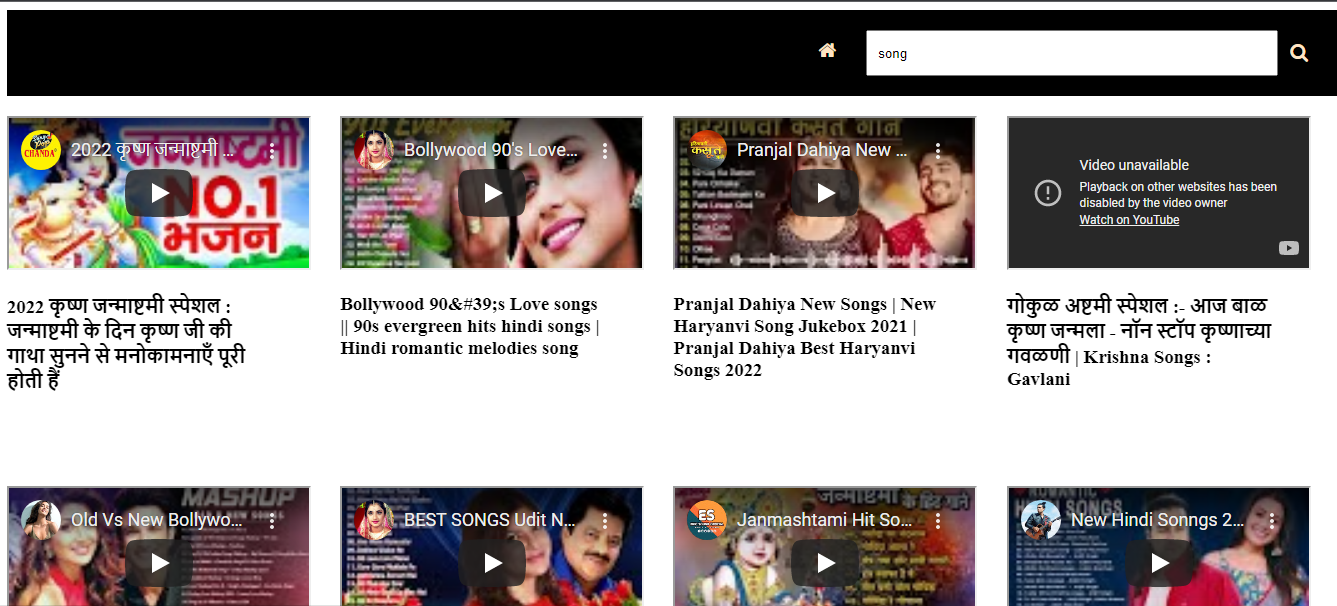 song
2022 कृष्ण जन्माष्टमी ...
CHANDA
जन्माष्टमी
NO.1
भजन
Bollywood 90's Love...
Pranjal Dahiya New ...
Video unavailable
Playback on other websites has been
disabled by the video owner
Watch on YouTube
2022 कृष्ण जन्माष्टमी स्पेशल :
जन्माष्टमी के दिन कृष्ण जी की
गाथा सुनने से मनोकामनाएँ पूरी
होती हैं
Bollywood 90&#39;s Love songs
|| 90s evergreen hits hindi songs |
Hindi romantic melodies song
Pranjal Dahiya New Songs | New
Haryanvi Song Jukebox 2021 |
Pranjal Dahiya Best Haryanvi
Songs 2022
गोकुळ अष्टमी स्पेशल :- आज बाळ
कृष्ण जन्मला - नॉन स्टॉप कृष्णाच्या
गवळणी | Krishna Songs :
Gavlani
MASHUP
Old Vs New Bollywo...
BEST SONGS Udit N...
ES
Janmashtami Hit So...
New Hindi Sonngs 2...